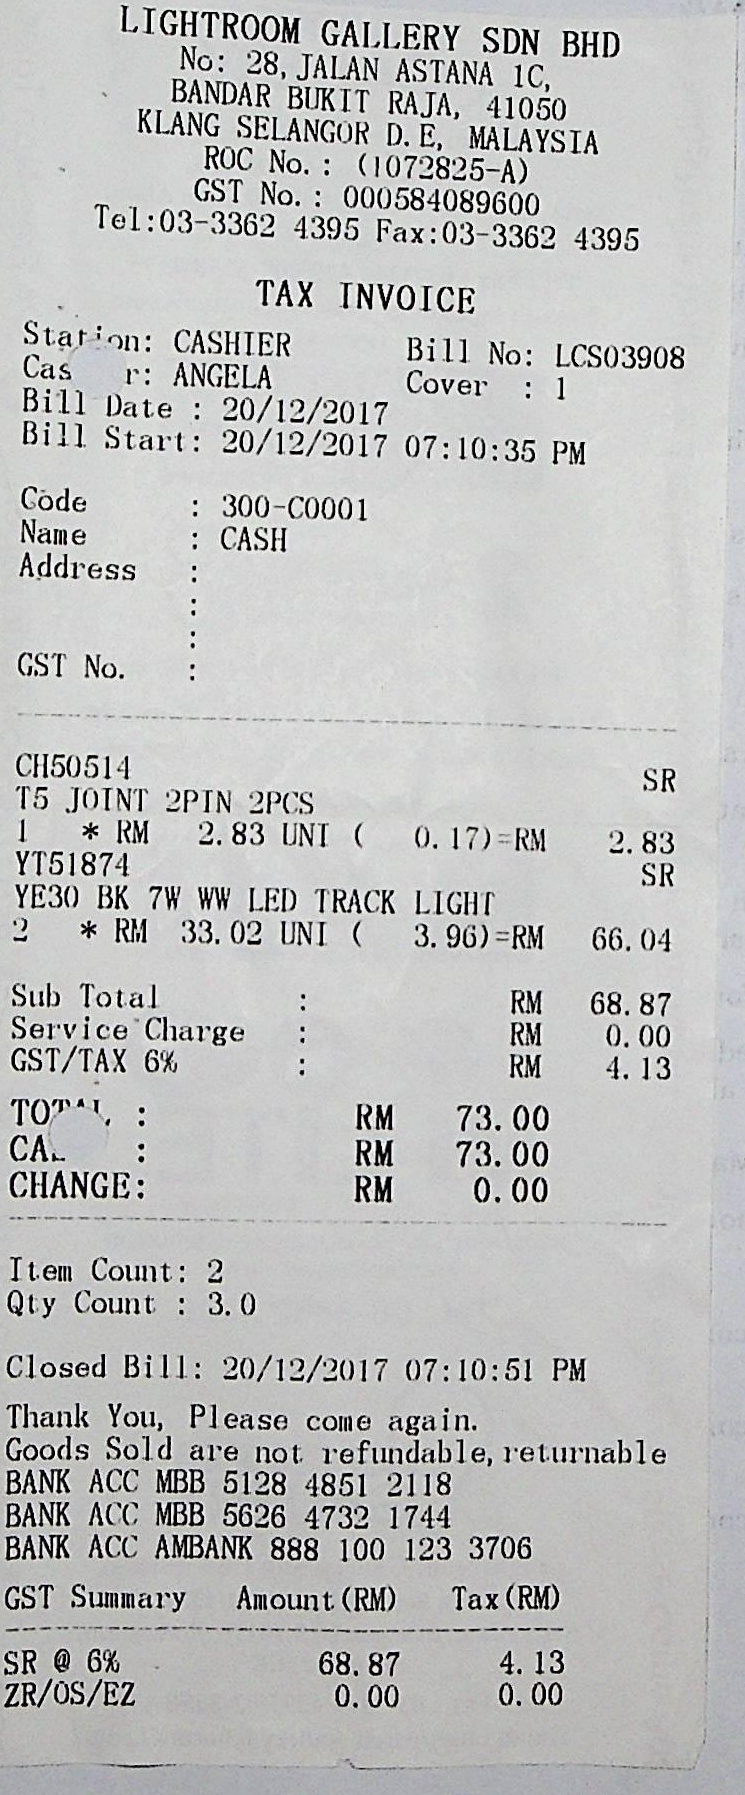 LIGHTROOM GALLERY SDN BHD
No: 28, JALAN ASTANA 1C,
BANDAR BUKIT RAJA, 41050
KLANG SELANGOR D.E, MALAYSIA
ROC No.: (1072825-A)
GST No.: 000584089600
Tel:03-3362 4395 Fax:03-3362 4395
TAX INVOICE
Station: CASHIER Bill No: LCS03908
ANGELA Cover : 1
Bill Date : 20/12/2017
Bill Start: 20/12/2017 07:10:35 PM
Code : 300-C0001
Name : CASH
Address :
:
:
GST No. :
CH50514 SR
T5 JOINT 2PIN 2PCS
1 * RM 2.83 UNI ( 0.17)=RM 2.83
YT51874 SR
YE30 BK 7W WW LED TRACK LIGHT
2 * RM 33.02 UNI ( 3.96)=RM 66.04
Sub Total : RM 68.87
Service Charge : RM 0.00
GST/TAX 6% : RM 4.13
TOTAL : RM 73.00
: RM 73.00
CHANGE: RM 0.00
Item Count: 2
Qty Count : 3.0
Closed Bill: 20/12/2017 07:10:51 PM
Thank You, Please come again.
Goods Sold are not refundable, returnable
BANK ACC MBB 5128 4851 2118
BANK ACC MBB 5626 4732 1744
BANK ACC AMBANK 888 100 123 3706
GST Summary Amount(RM) Tax(RM)
SR @ 6% 68.87 4.13
ZR/OS/EZ 0.00 0.00